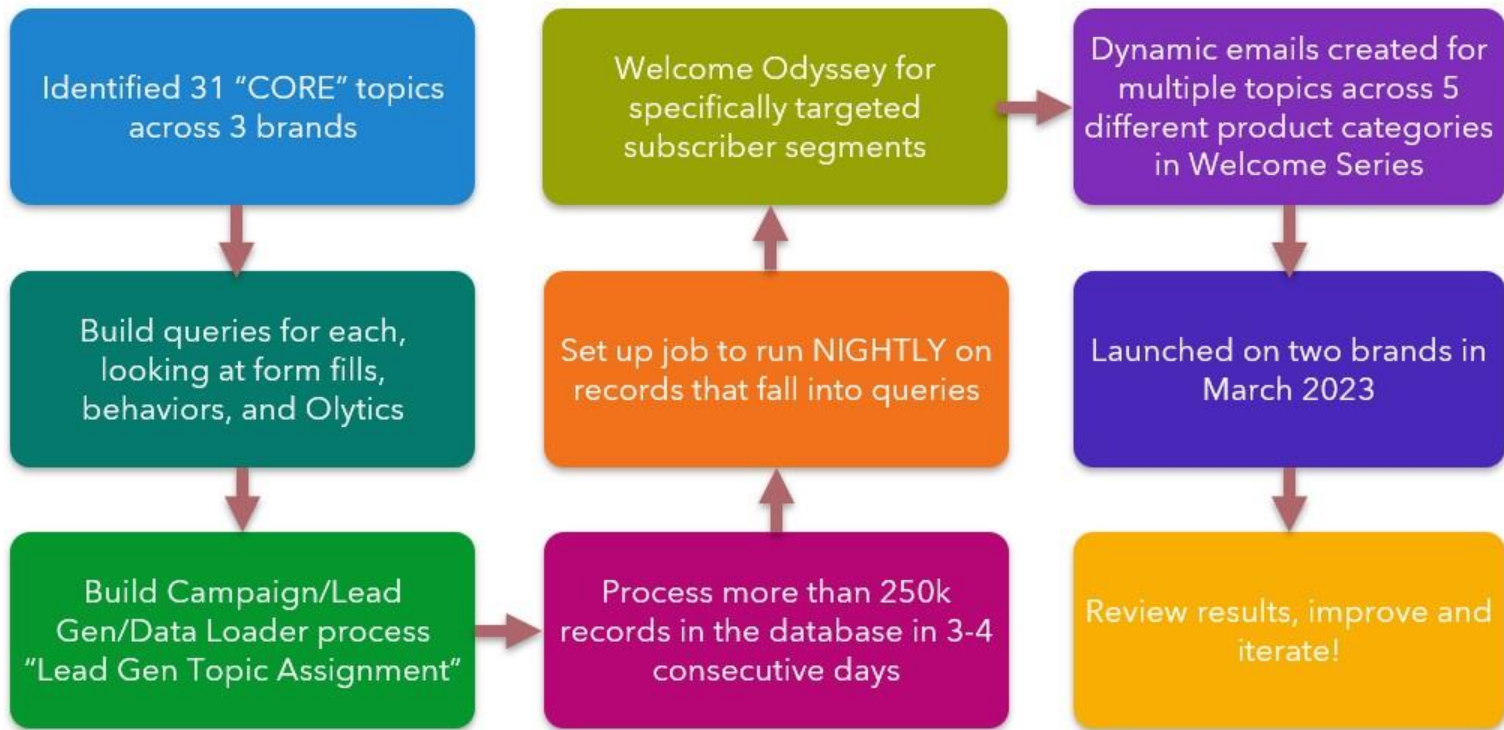 Identified 31 “CORE” topics
across 3 brands
Build queries for each,
looking at form fills,
behaviors, and Olytics
Build Campaign/Lead
Gen/Data Loader process
“Lead Gen Topic Assignment”
Process more than 250k
records in the database in 3-4
consecutive days
Set up job to run NIGHTLY on
records that fall into queries
Welcome Odyssey for
specifically targeted
subscriber segments
Dynamic emails created for
multiple topics across 5
different product categories
in Welcome Series
Launched on two brands in
March 2023
Review results, improve and
iterate!